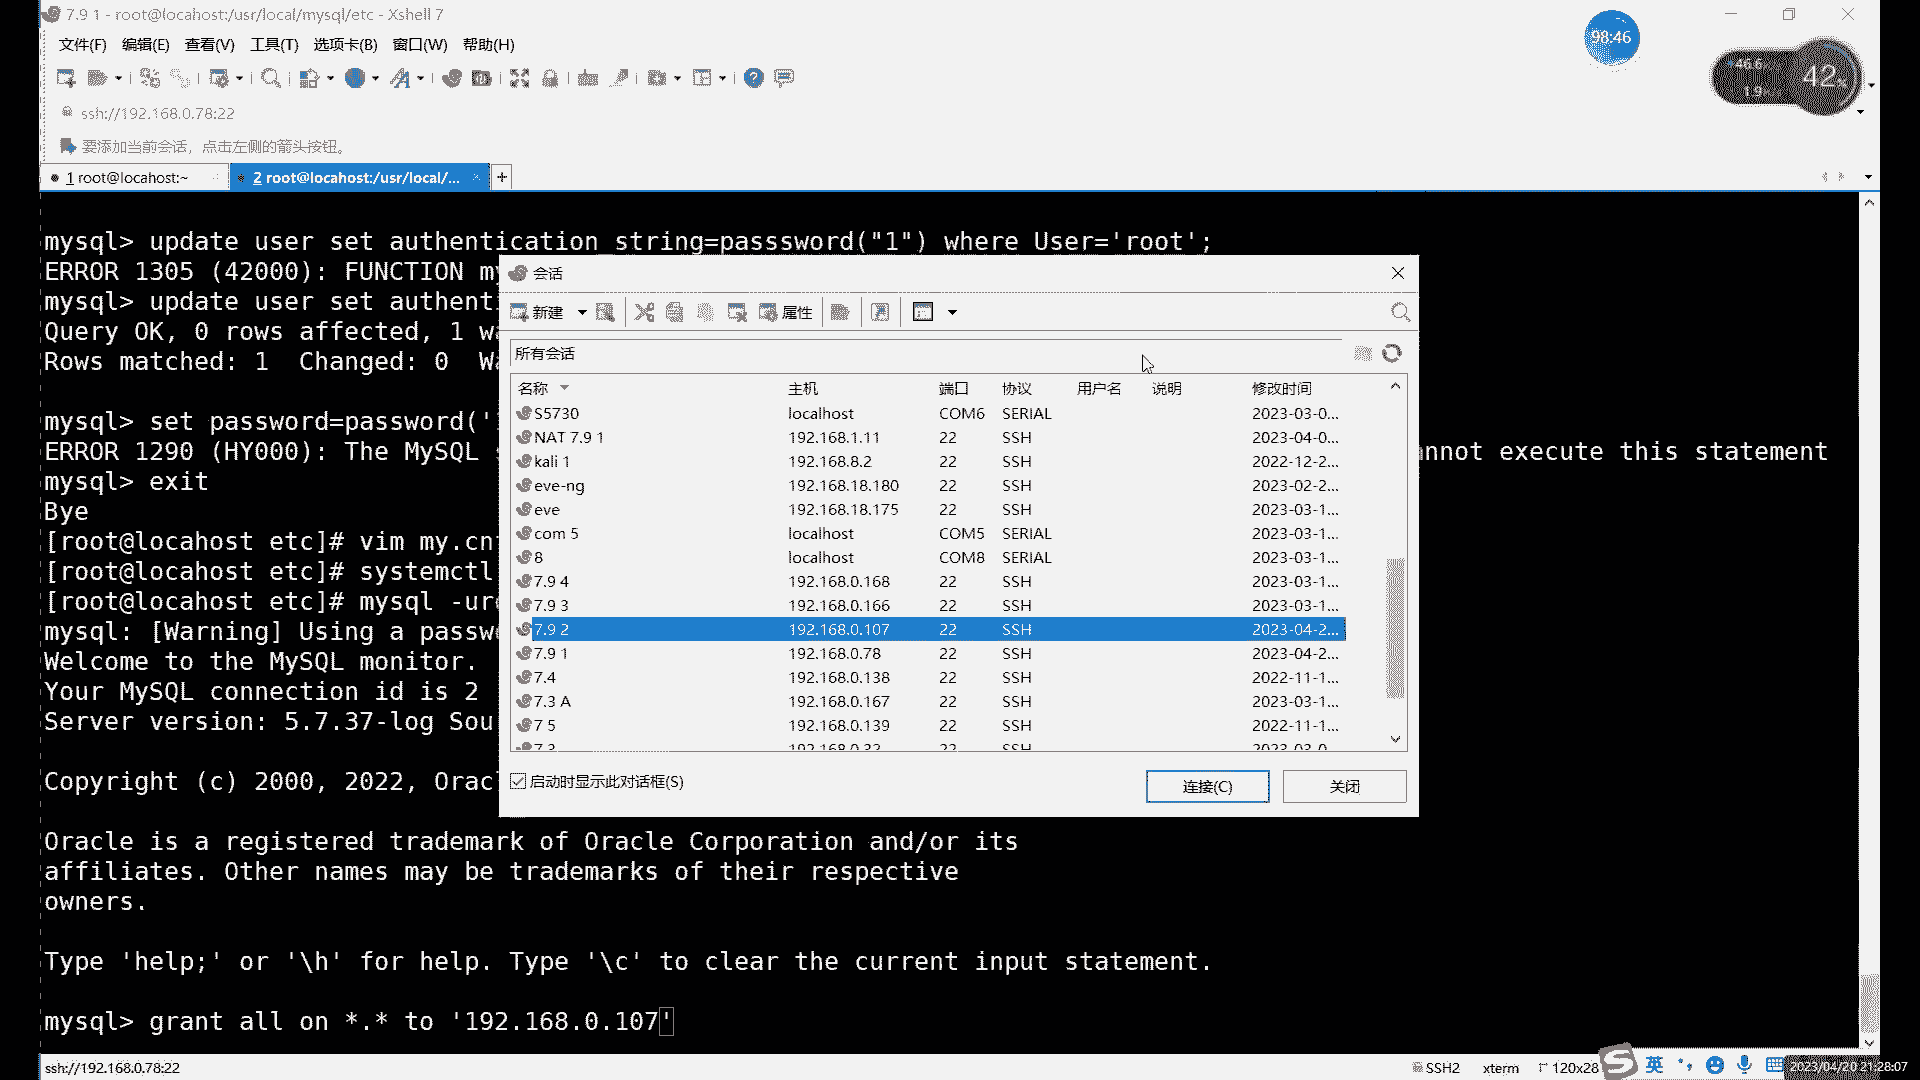 7.9 1 - root@locahost:/usr/local/mysql/etc - Xshell 7
98:46
文件(F) 编辑(E) 查看(V) 工具(T) 选项卡(B) 窗口(W) 帮助(H)
46.6
1.9
42%
ssh://192.168.0.78:22
要添加当前会话，点击左侧的箭头按钮。
1 root@locahost:~
2 root@locahost:/usr/local/...
mysql> update user set authentication_string=passsword("1") where User='root';
ERROR 1305 (42000): FUNCTION my
mysql> update user set authenti
Query OK, 0 rows affected, 1 wa
Rows matched: 1  Changed: 0  Wa
mysql> set password=password('
ERROR 1290 (HY000): The MySQL s
nnot execute this statement
mysql> exit
Bye
[root@locahost etc]# vim my.cn
[root@locahost etc]# systemctl
[root@locahost etc]# mysql -ur
mysql: [Warning] Using a passw
Welcome to the MySQL monitor.
Your MySQL connection id is 2
Server version: 5.7.37-log Sou
Copyright (c) 2000, 2022, Orac
Oracle is a registered trademark of Oracle Corporation and/or its
affiliates. Other names may be trademarks of their respective
owners.
Type 'help;' or '\h' for help. Type '\c' to clear the current input statement.
mysql> grant all on *.* to '192.168.0.107'
会话
新建 属性
所有会话
名称 主机 端口 协议 用户名 说明 修改时间
S5730 localhost COM6 SERIAL 2023-03-0...
NAT 7.9 1 192.168.1.11 22 SSH 2023-04-0...
kali 1 192.168.8.2 22 SSH 2022-12-2...
eve-ng 192.168.18.180 22 SSH 2023-02-2...
eve 192.168.18.175 22 SSH 2023-03-1...
com 5 localhost COM5 SERIAL 2023-03-1...
8 localhost COM8 SERIAL 2023-03-1...
7.9 4 192.168.0.168 22 SSH 2023-03-1...
7.9 3 192.168.0.166 22 SSH 2023-03-1...
7.9 2 192.168.0.107 22 SSH 2023-04-2...
7.9 1 192.168.0.78 22 SSH 2023-04-2...
7.4 192.168.0.138 22 SSH 2022-11-1...
7.3 A 192.168.0.167 22 SSH 2023-03-1...
7 5 192.168.0.139 22 SSH 2022-11-1...
7.3 192.168.0.32 22 SSH 2023-03-0...
启动时显示此对话框(S)
连接(C) 关闭
ssh://192.168.0.78:22
SSH2 xterm 120x28
英
2023/04/20 21:28:07